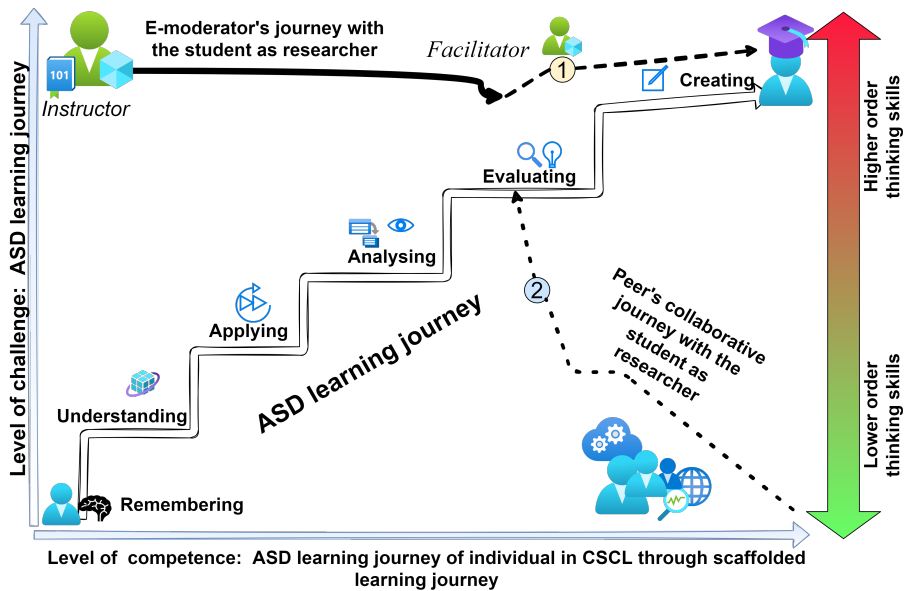 E-moderator's journey with
the student as researcher
Facilitator
101
Instructor
1
Creating
Evaluating
Analysing
Applying
Understanding
Remembering
ASD learning journey
2
Peer's collaborative
journey with the
student as
researcher
Higher order
thinking skills
Lower order
thinking skills
Level of challenge:  ASD learning journey
Level of  competence:  ASD learning journey of individual in CSCL through scaffolded
learning journey